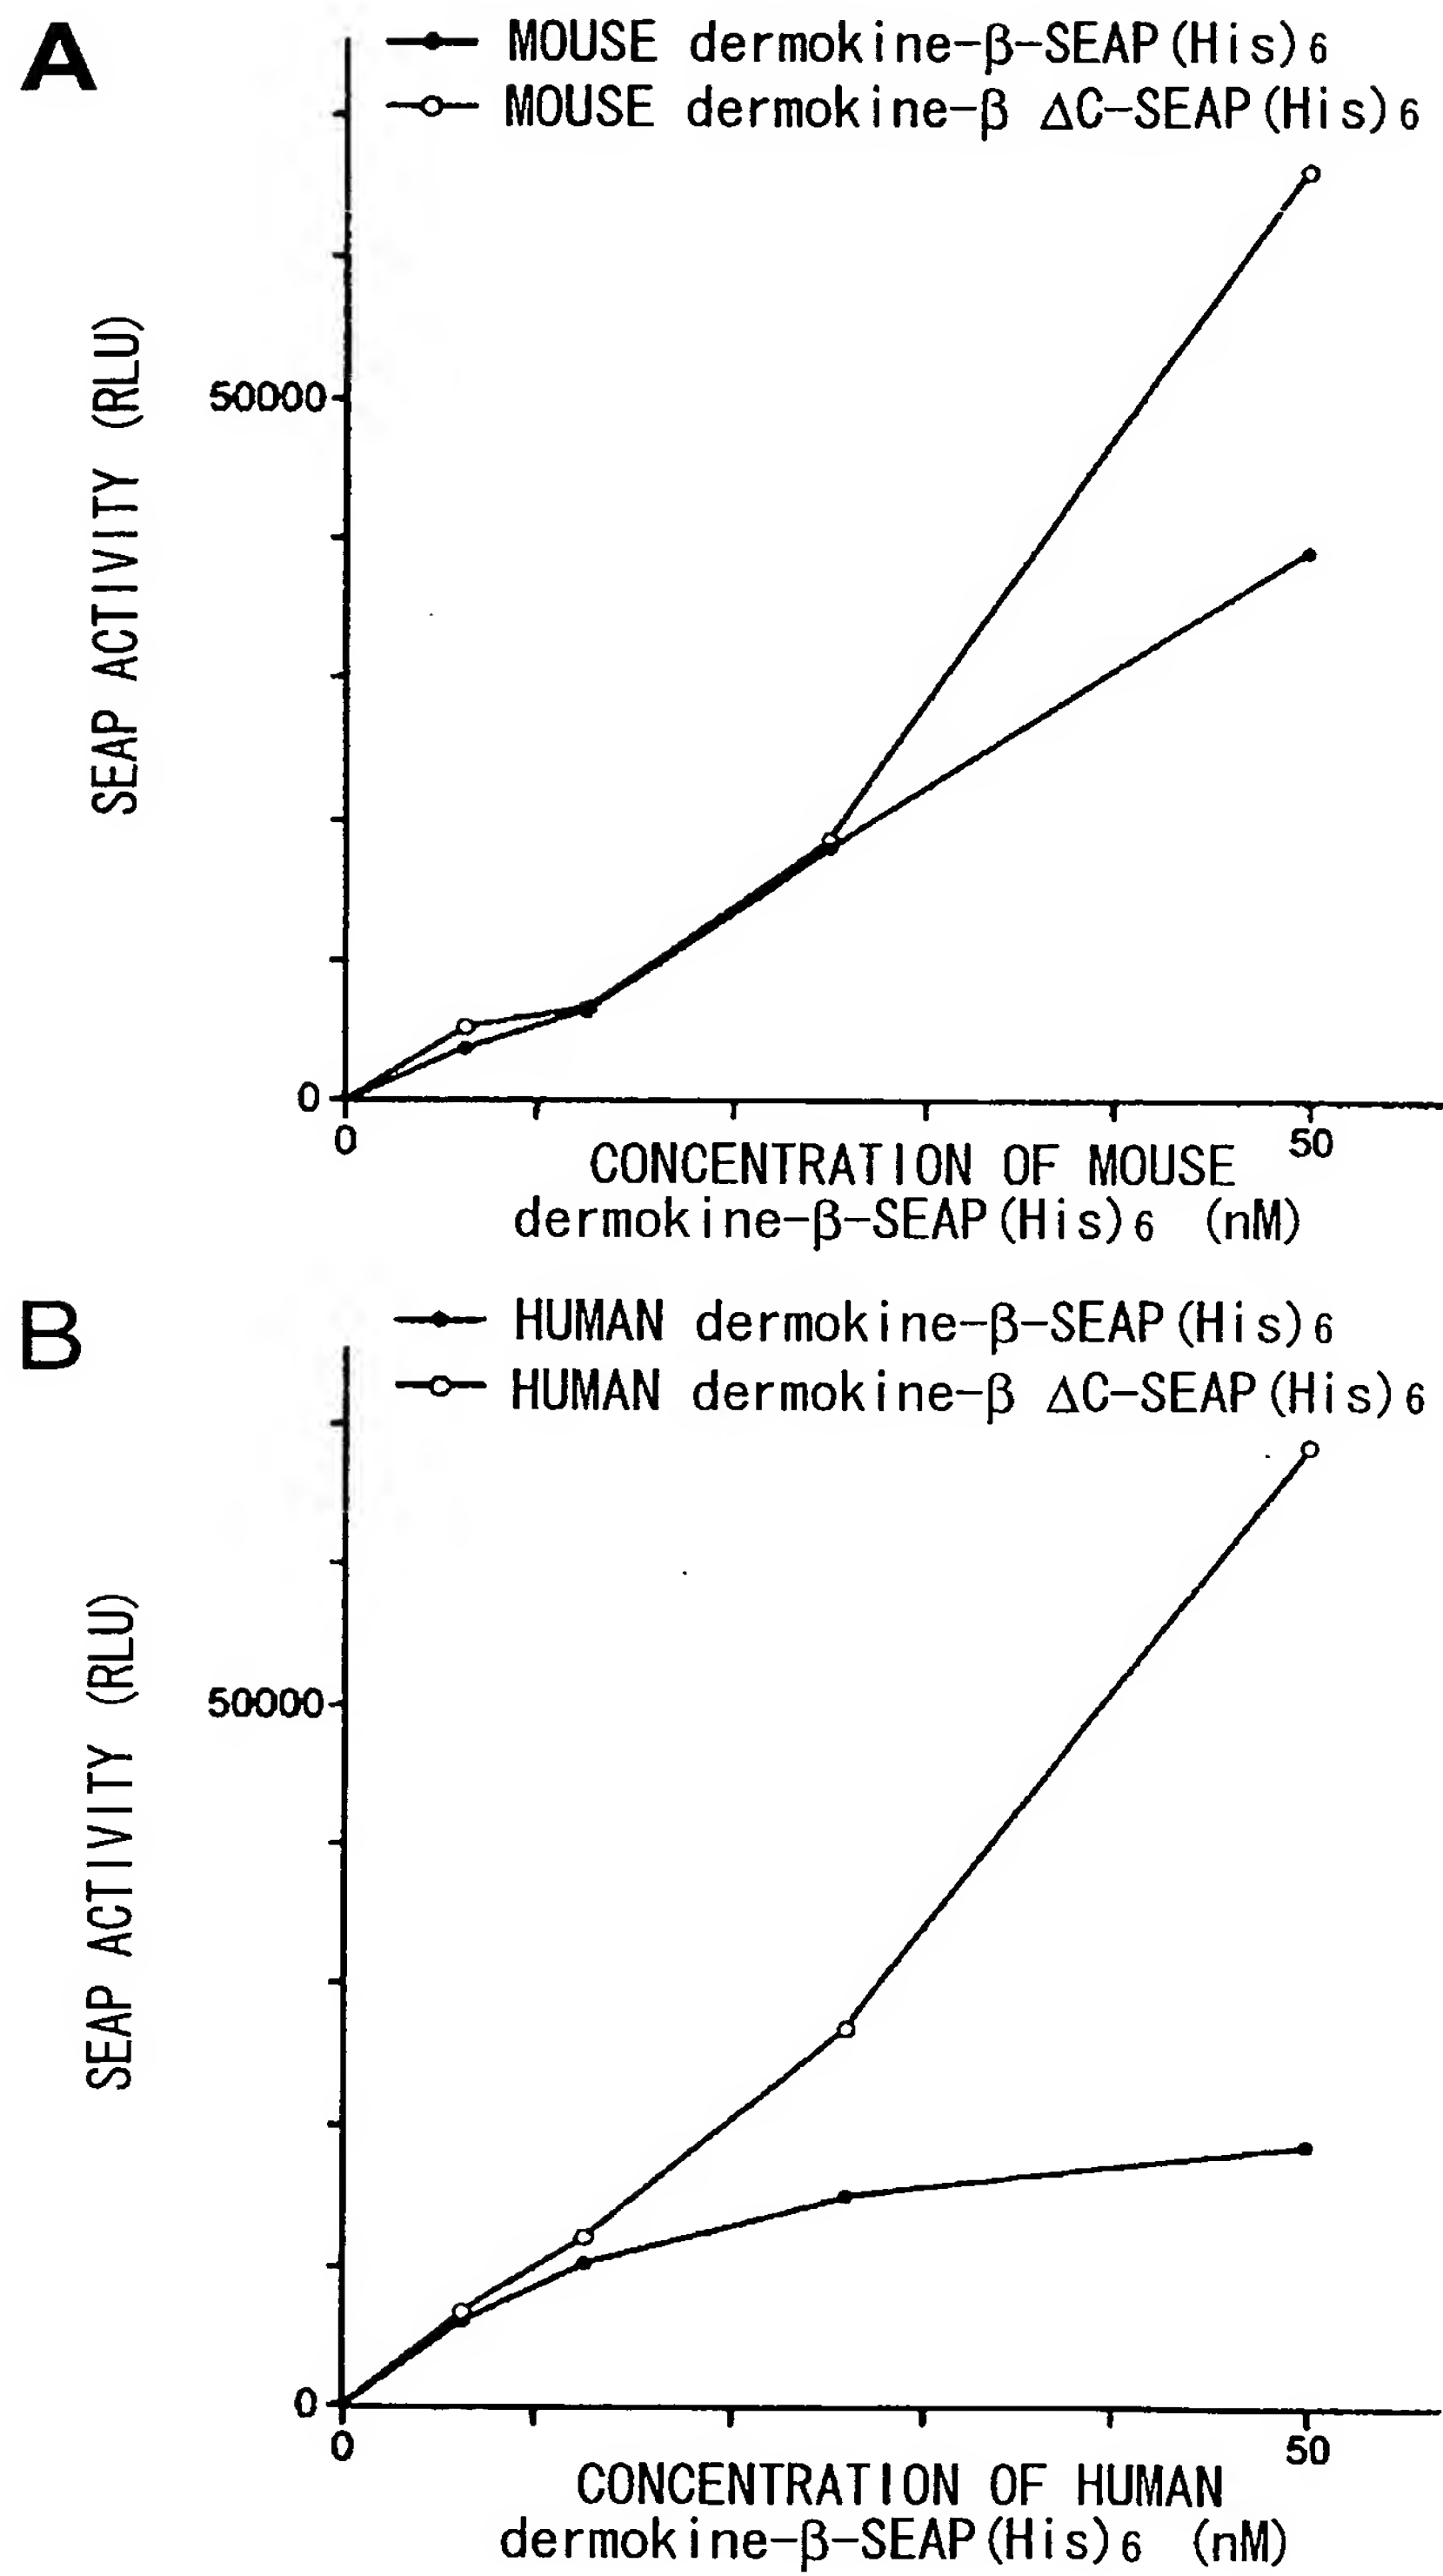 A
MOUSE dermokine-β-SEAP(His)6
MOUSE dermokine-β ΔC-SEAP(His)6
SEAP ACTIVITY (RLU)
50000
0
0
50
CONCENTRATION OF MOUSE
dermokine-β-SEAP(His)6 (nM)
B
HUMAN dermokine-β-SEAP(His)6
HUMAN dermokine-β ΔC-SEAP(His)6
SEAP ACTIVITY (RLU)
50000
0
0
50
CONCENTRATION OF HUMAN
dermokine-β-SEAP(His)6 (nM)